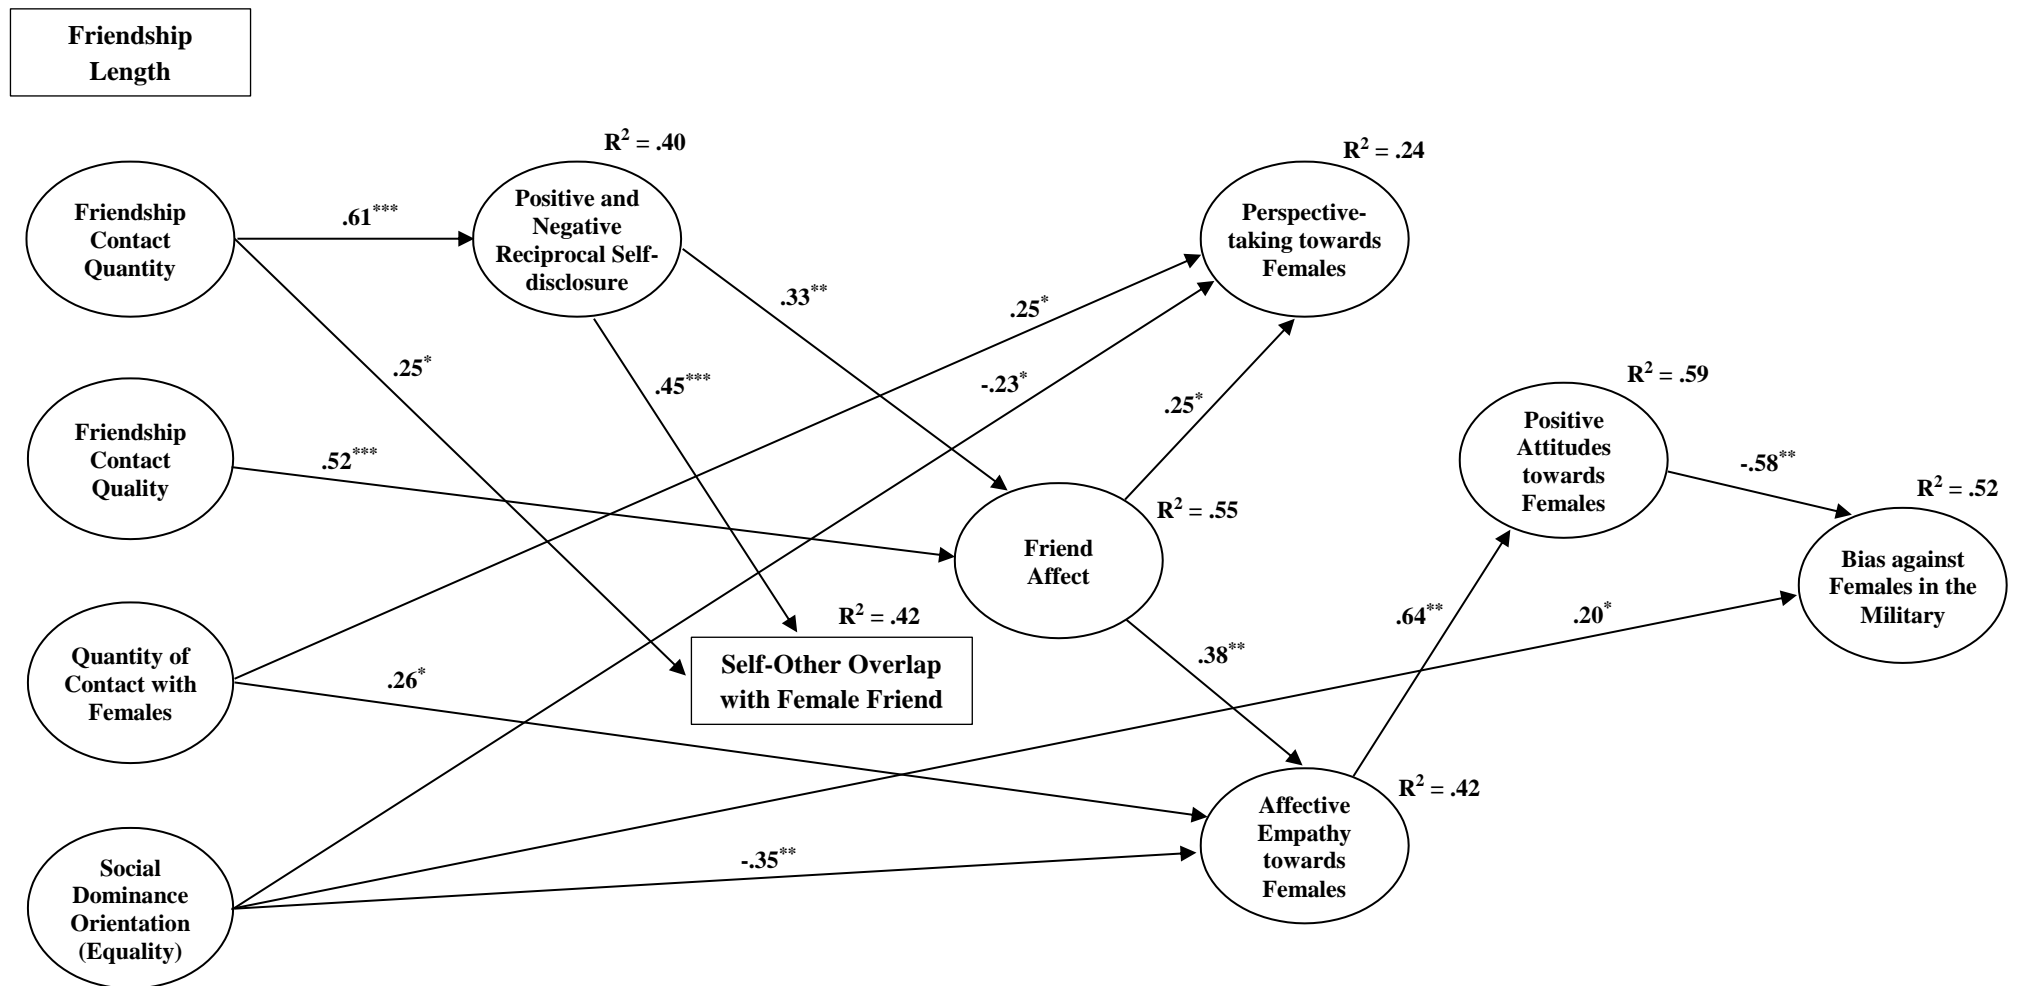 Friendship
Length
R² = .40
R² = .24
Friendship
Contact
Quantity
.61***
Positive and
Negative
Reciprocal Self-
disclosure
Perspective-
taking towards
Females
.33**
.25*
.25*
.45***
-.23*
.25*
R² = .59
Friendship
Contact
Quality
.52***
Positive
Attitudes
towards
Females
-.58**
R² = .52
R² = .55
Friend
Affect
Bias against
Females in the
Military
R² = .42
.64**
.20*
Quantity of
Contact with
Females
.26*
Self-Other Overlap
with Female Friend
.38**
R² = .42
Affective
Empathy
towards
Females
-.35**
Social
Dominance
Orientation
(Equality)